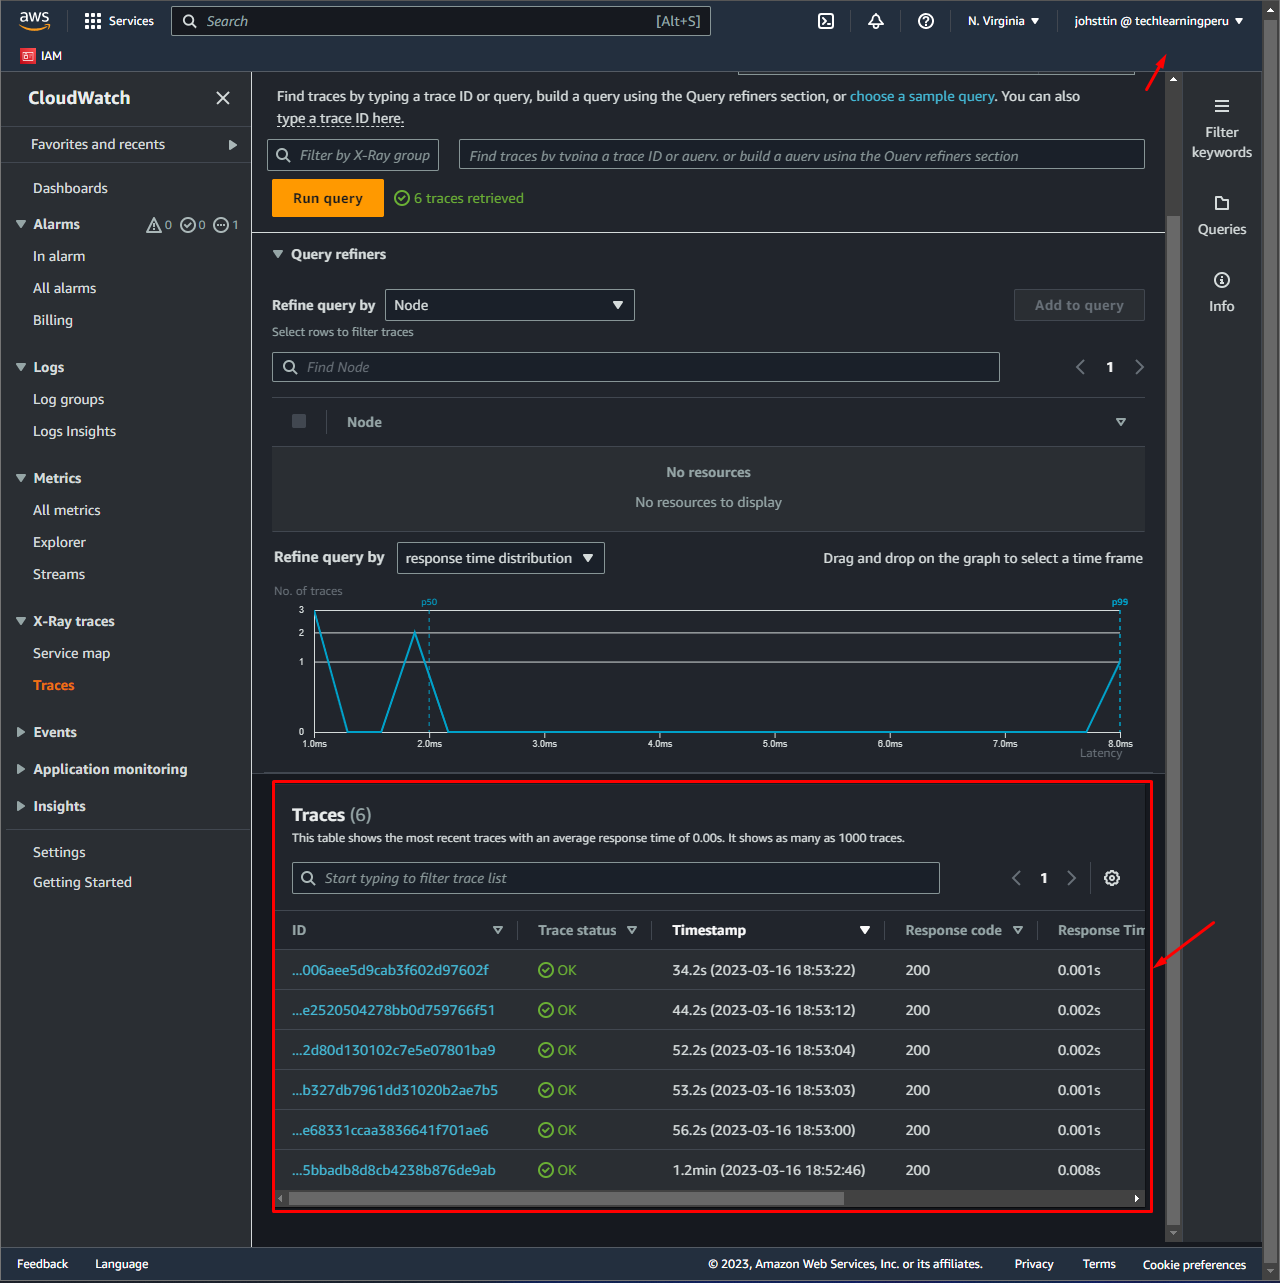 aws
Services
Search
[Alt+S]
N. Virginia
johsttin @ techlearningperu
IAM
CloudWatch
Favorites and recents
Dashboards
Alarms
0
0
1
In alarm
All alarms
Billing
Logs
Log groups
Logs Insights
Metrics
All metrics
Explorer
Streams
X-Ray traces
Service map
Traces
Events
Application monitoring
Insights
Settings
Getting Started
Find traces by typing a trace ID or query, build a query using the Query refiners section, or choose a sample query. You can also
type a trace ID here.
Filter by X-Ray group
Find traces by typing a trace ID or query, or build a query using the Query refiners section
Run query
6 traces retrieved
Query refiners
Refine query by
Node
Add to query
Select rows to filter traces
Find Node
1
Node
No resources
No resources to display
Refine query by
response time distribution
Drag and drop on the graph to select a time frame
No. of traces
p50
p99
3
2
1
0
1.0ms
2.0ms
3.0ms
4.0ms
5.0ms
6.0ms
7.0ms
8.0ms
Latency
Traces (6)
This table shows the most recent traces with an average response time of 0.00s. It shows as many as 1000 traces.
Start typing to filter trace list
1
ID
Trace status
Timestamp
Response code
Response Tim
...006aee5d9cab3f602d97602f
OK
34.2s (2023-03-16 18:53:22)
200
0.001s
...e2520504278bb0d759766f51
OK
44.2s (2023-03-16 18:53:12)
200
0.002s
...2d80d130102c7e5e07801ba9
OK
52.2s (2023-03-16 18:53:04)
200
0.002s
...b327db7961dd31020b2ae7b5
OK
53.2s (2023-03-16 18:53:03)
200
0.001s
...e68331ccaa3836641f701ae6
OK
56.2s (2023-03-16 18:53:00)
200
0.001s
...5bbadb8d8cb4238b876de9ab
OK
1.2min (2023-03-16 18:52:46)
200
0.008s
Filter
keywords
Queries
Info
Feedback
Language
© 2023, Amazon Web Services, Inc. or its affiliates.
Privacy
Terms
Cookie preferences